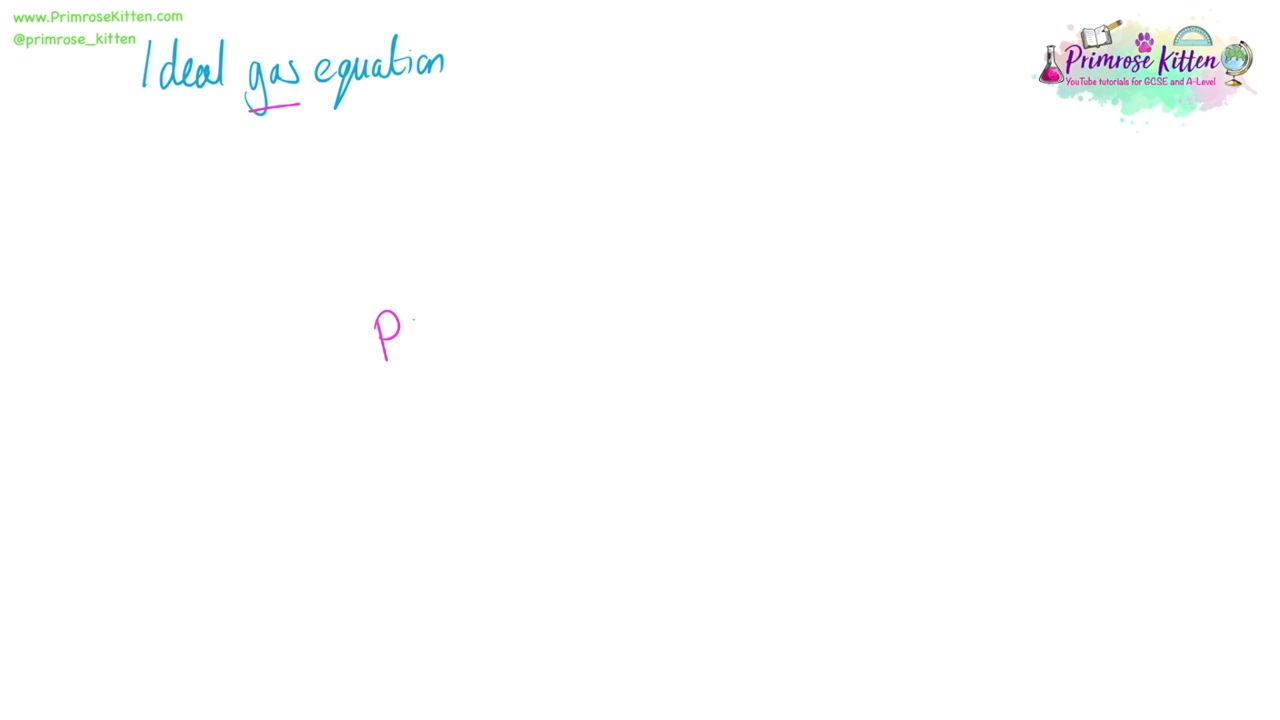 www.PrimroseKitten.com
@primrose_kitten
Ideal gas equation
Primrose Kitten
YouTube tutorials for GCSE and A-Level
P